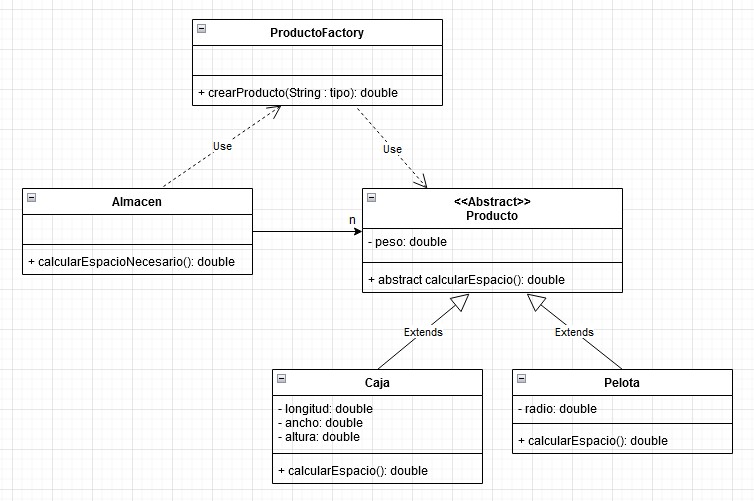 ProductoFactory
+ crearProducto(String : tipo): double
Use
Use
Almacen
+ calcularEspacioNecesario(): double
n
<<Abstract>>
Producto
- peso: double
+ abstract calcularEspacio(): double
Extends
Extends
Caja
- longitud: double
- ancho: double
- altura: double
+ calcularEspacio(): double
Pelota
- radio: double
+ calcularEspacio(): double